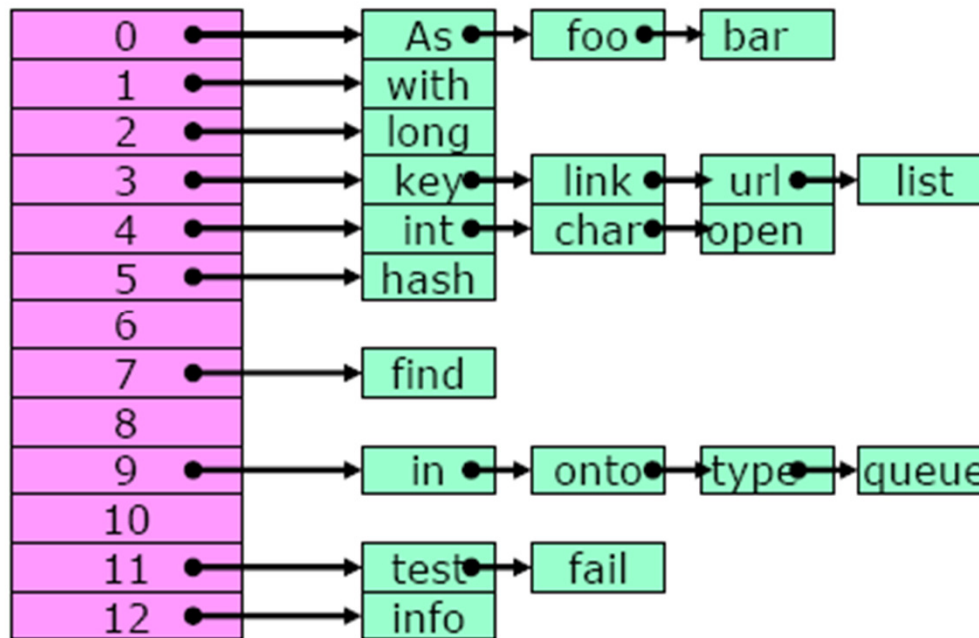 0 As foo bar
1 with
2 long
3 key link url list
4 int char open
5 hash
6
7 find
8
9 in onto type queue
10
11 test fail
12 info